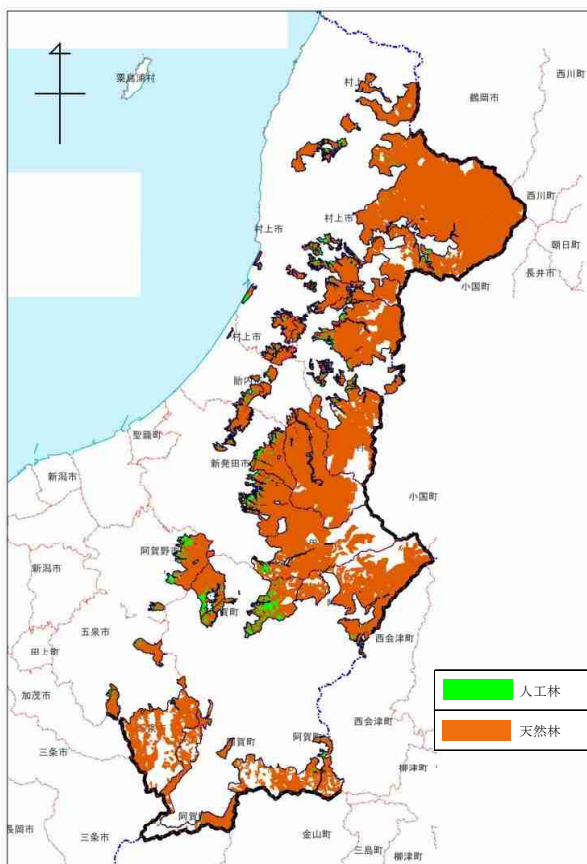 粟島浦村
西川町
村上
鶴岡市
西川町
村上市
村上市
朝日町
長井市
小国町
村上市
胎内
聖籠町
新発田市
新潟市
小国町
阿賀野市
新潟市
賀町
五泉市
西会津町
田上町
人工林
加茂市
西会津町
天然林
阿賀町
三条市
柳津町
阿賀
長岡市
三条市
金山町
三島町
柳津町